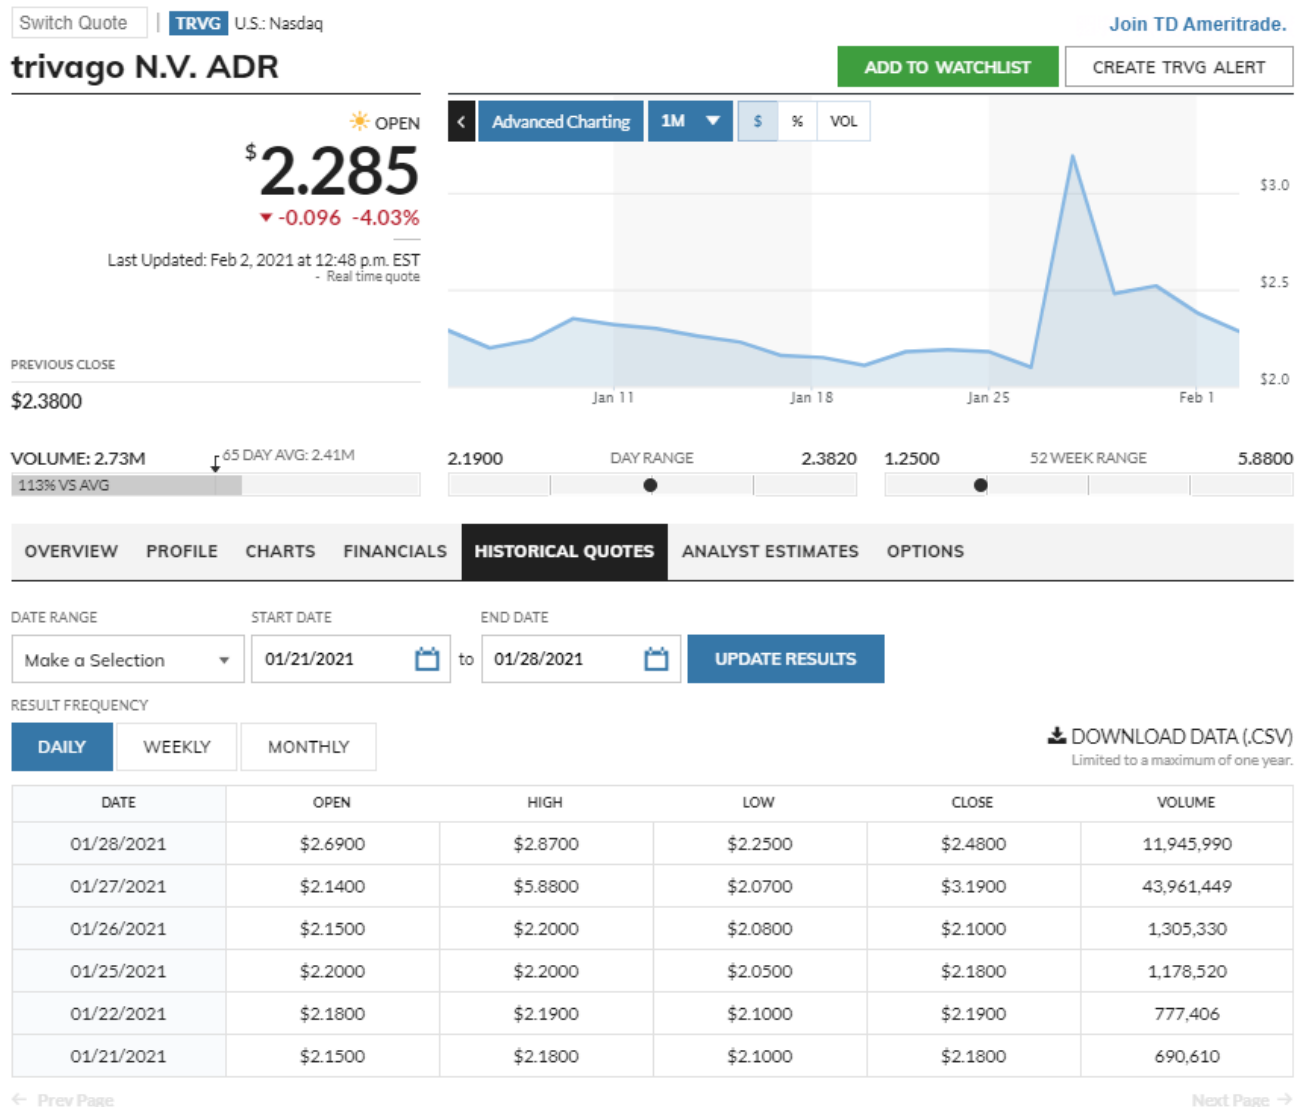 Switch Quote | TRVG U.S.: Nasdaq
Join TD Ameritrade.
trivago N.V. ADR
ADD TO WATCHLIST
CREATE TRVG ALERT
OPEN
$2.285
-0.096 -4.03%
Last Updated: Feb 2, 2021 at 12:48 p.m. EST
- Real time quote
PREVIOUS CLOSE
$2.3800
Advanced Charting 1M $ % VOL
$3.0
$2.5
$2.0
Jan 11 Jan 18 Jan 25 Feb 1
VOLUME: 2.73M 65 DAY AVG: 2.41M
113% VS AVG
2.1900 DAY RANGE 2.3820
1.2500 52 WEEK RANGE 5.8800
OVERVIEW PROFILE CHARTS FINANCIALS HISTORICAL QUOTES ANALYST ESTIMATES OPTIONS
DATE RANGE START DATE END DATE
Make a Selection 01/21/2021 to 01/28/2021 UPDATE RESULTS
RESULT FREQUENCY
DAILY WEEKLY MONTHLY
DOWNLOAD DATA (.CSV)
Limited to a maximum of one year.
DATE OPEN HIGH LOW CLOSE VOLUME
01/28/2021 $2.6900 $2.8700 $2.2500 $2.4800 11,945,990
01/27/2021 $2.1400 $5.8800 $2.0700 $3.1900 43,961,449
01/26/2021 $2.1500 $2.2000 $2.0800 $2.1000 1,305,330
01/25/2021 $2.2000 $2.2000 $2.0500 $2.1800 1,178,520
01/22/2021 $2.1800 $2.1900 $2.1000 $2.1900 777,406
01/21/2021 $2.1500 $2.1800 $2.1000 $2.1800 690,610
← Prev Page Next Page →